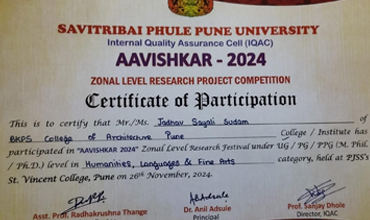 SAVITRIBAI PHULE PUNE UNIVERSITY
Internal Quality Assurance Cell (IQAC)
AAVISHKAR - 2024
ZONAL LEVEL RESEARCH PROJECT COMPETITION
Certificate of Participation
This is to certify that Mr./Ms. Jadhav Sayali Sudam of
BKPS College of Architecture Pune College / Institute has
participated in "AAVISHKAR 2024" Zonal Level Research Festival under UG / PG / PPG (M. Phil.
/ Ph.D.) level in Humanities, Languages & Fine Arts category, held at PJSS's
St. Vincent College, Pune on 26th November, 2024.
Asst. Prof. Radhakrushna Thange
Dr. Anil Adsule
Principal
Prof. Sanjay Dhole
Director, IQAC